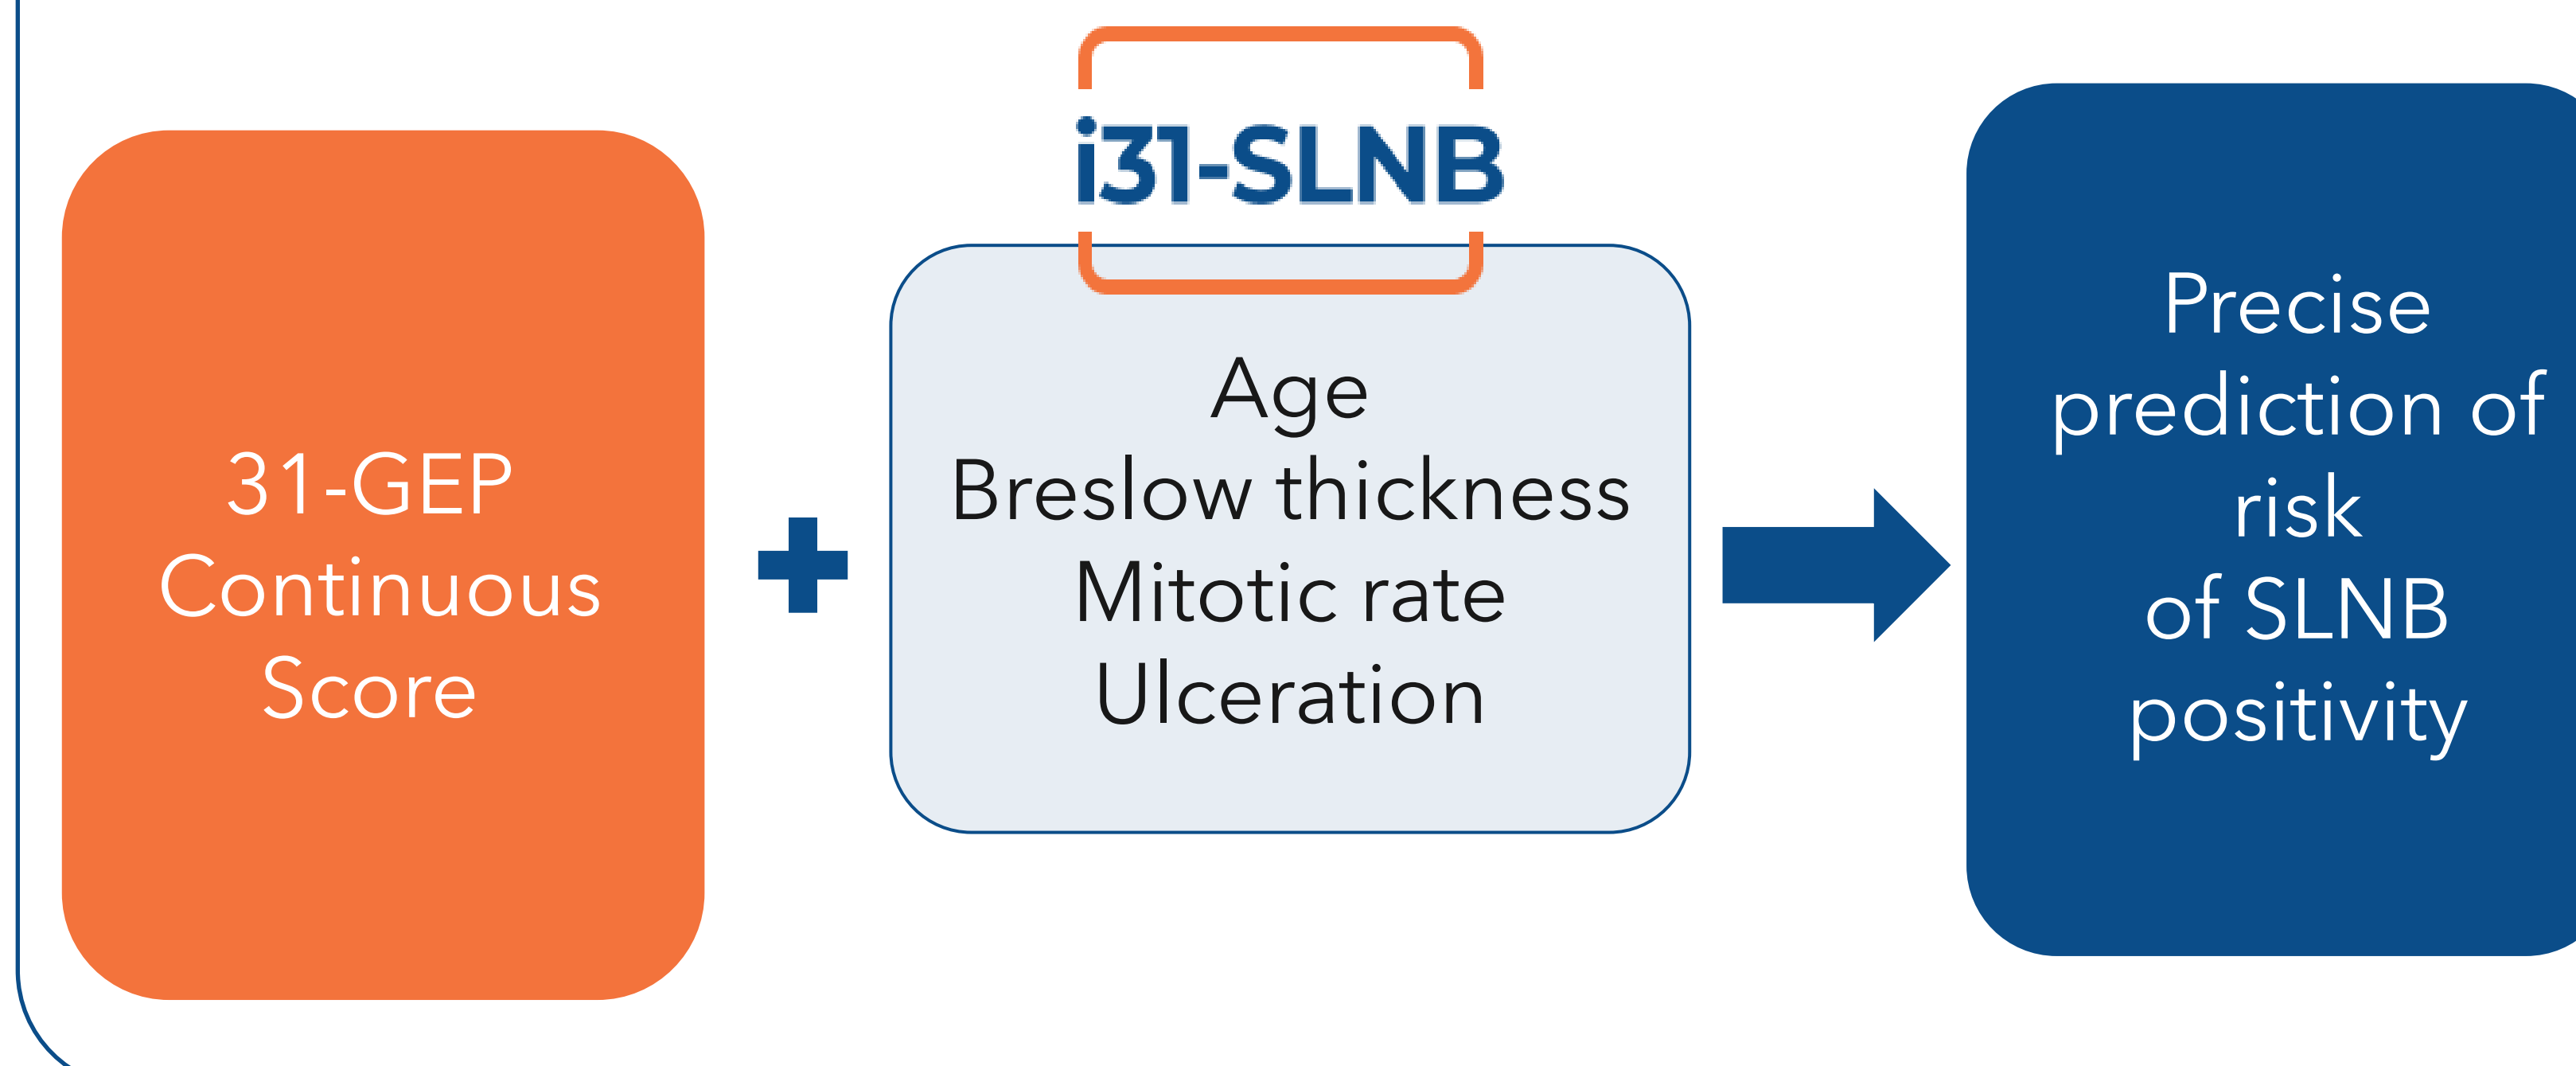 31-GEP
Continuous
Score
i31-SLNB
Age
Breslow thickness
Mitotic rate
Ulceration
Precise
prediction of
risk
of SLNB
positivity